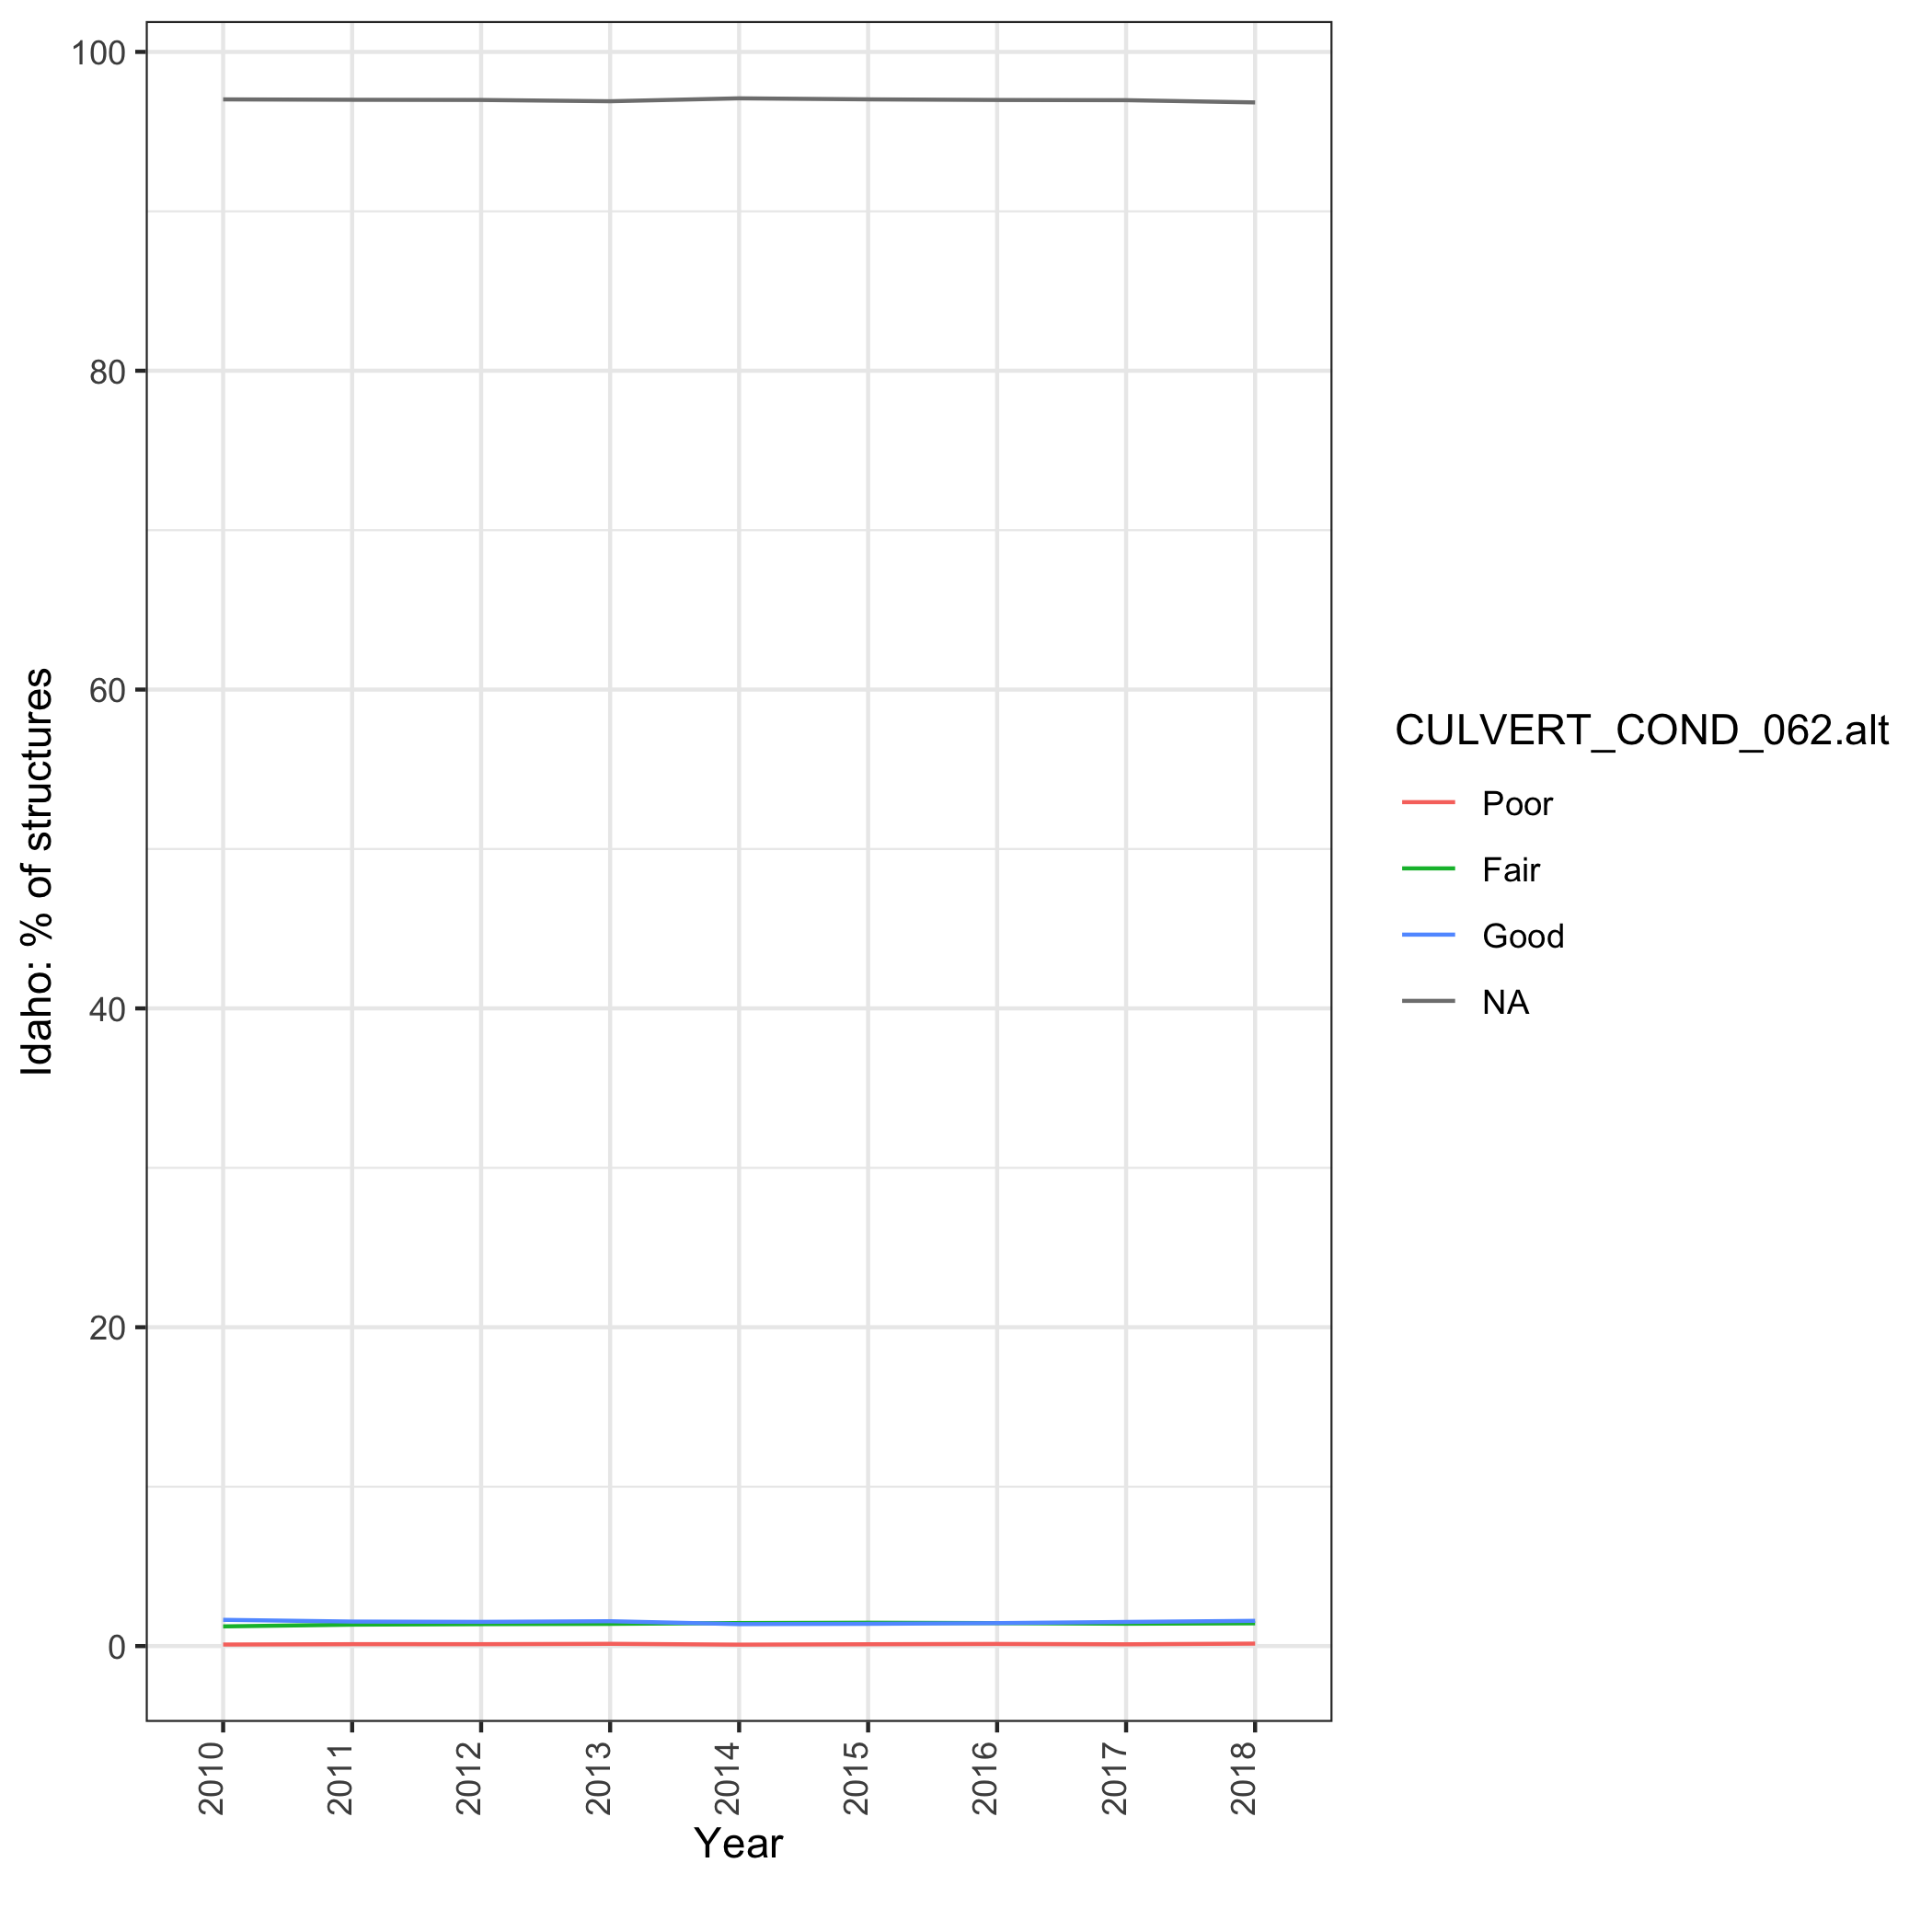 Idaho: % of structures
100
80
60
40
20
0
2010
2011
2012
2013
2014
2015
2016
2017
2018
Year
CULVERT_COND_062.alt
Poor
Fair
Good
NA